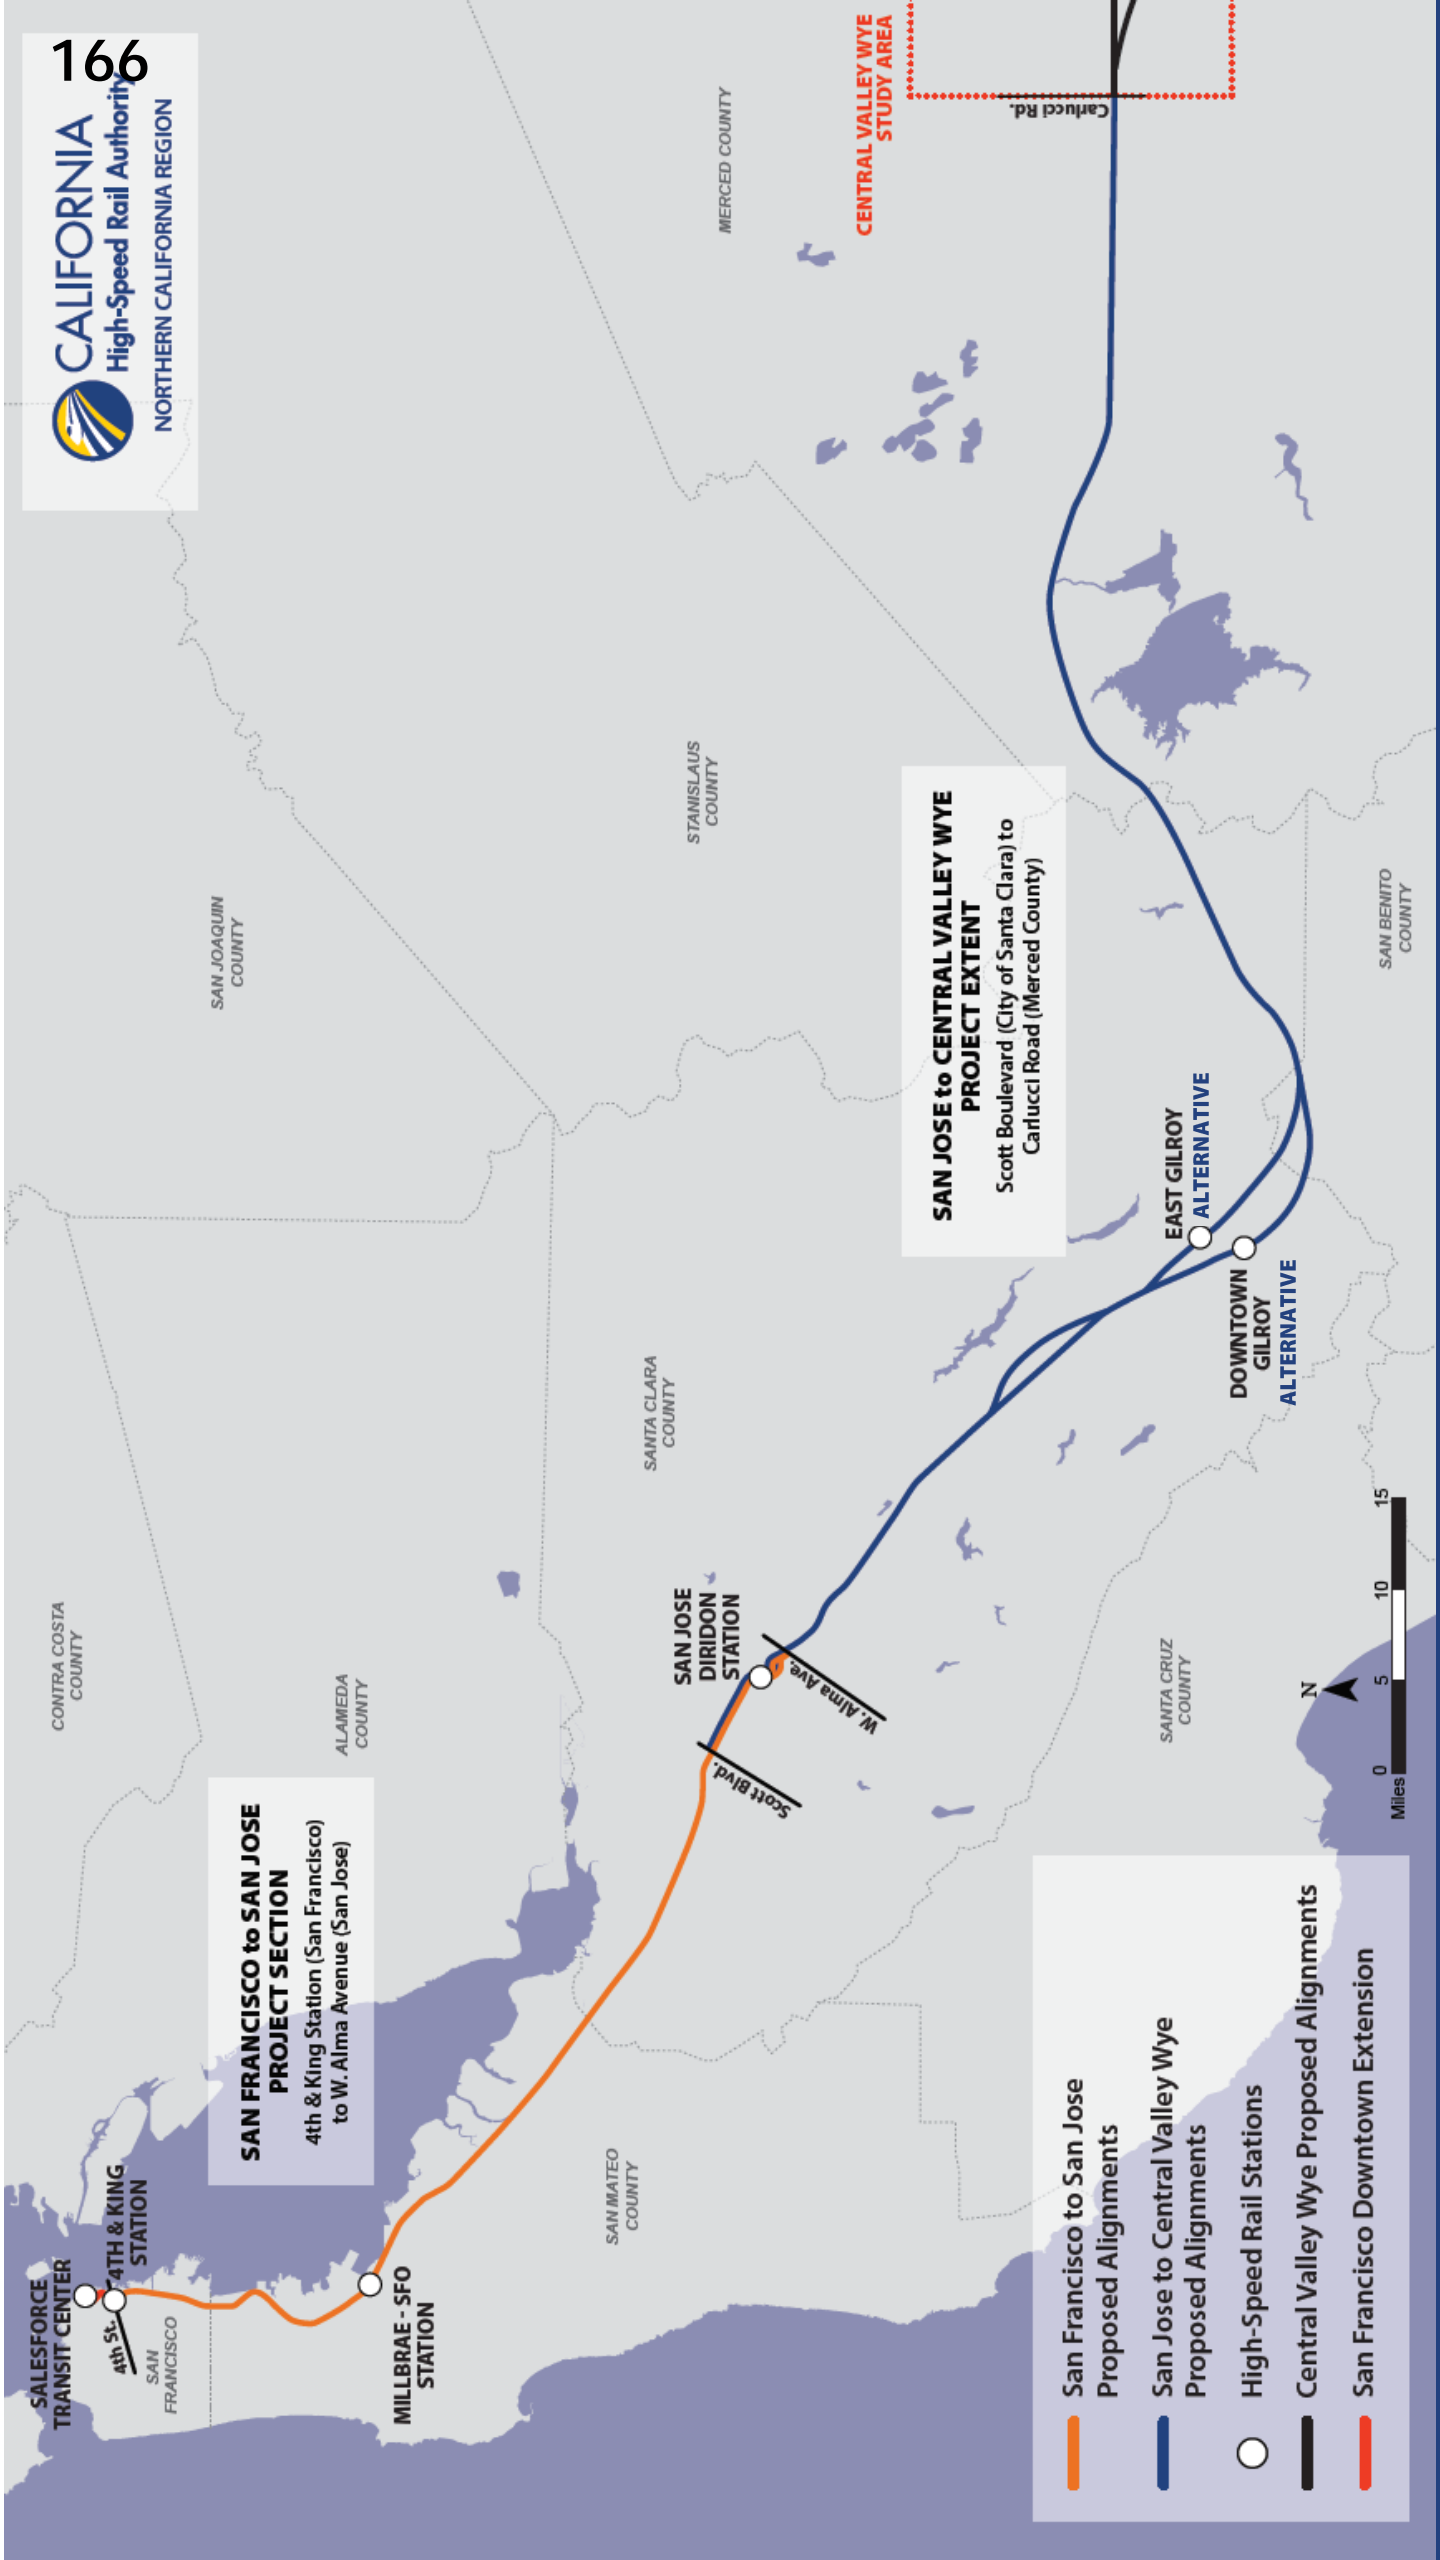 166
CALIFORNIA
High-Speed Rail Authority
NORTHERN CALIFORNIA REGION
SALESFORCE
TRANSIT CENTER
4TH & KING
STATION
4th St.
SAN
FRANCISCO
MILLBRAE - SFO
STATION
SAN FRANCISCO to SAN JOSE
PROJECT SECTION
4th & King Station (San Francisco)
to W. Alma Avenue (San Jose)
CONTRA COSTA
COUNTY
ALAMEDA
COUNTY
SAN JOAQUIN
COUNTY
SAN MATEO
COUNTY
SANTA CLARA
COUNTY
STANISLAUS
COUNTY
MERCED COUNTY
SAN JOSE
DIRIDON
STATION
Scott Blvd.
W. Alma Ave.
CENTRAL VALLEY WYE
STUDY AREA
Carlucci Rd.
SAN JOSE to CENTRAL VALLEY WYE
PROJECT EXTENT
Scott Boulevard (City of Santa Clara) to
Carlucci Road (Merced County)
EAST GILROY
ALTERNATIVE
DOWNTOWN
GILROY
ALTERNATIVE
SANTA CRUZ
COUNTY
SAN BENITO
COUNTY
San Francisco to San Jose
Proposed Alignments
San Jose to Central Valley Wye
Proposed Alignments
High-Speed Rail Stations
Central Valley Wye Proposed Alignments
San Francisco Downtown Extension
N
0 5 10 15
Miles